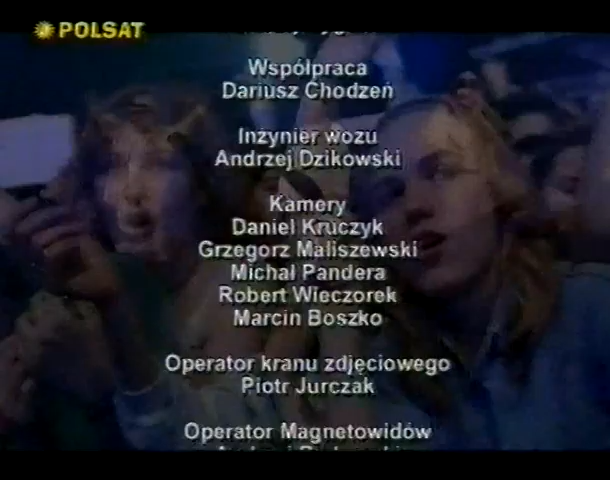 POLSAT
Współpraca
Dariusz Chodzeń
Inżynier wozu
Andrzej Dzikowski
Kamery
Daniel Kruczyk
Grzegorz Maliszewski
Michał Pandera
Robert Wieczorek
Marcin Boszko
Operator kranu zdjęciowego
Piotr Jurczak
Operator Magnetowidów